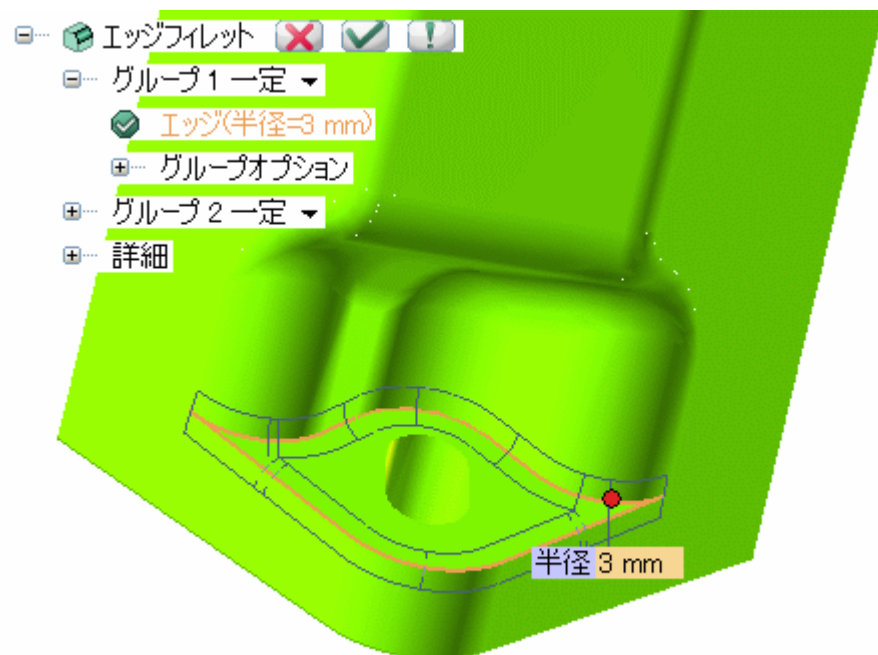 エッジフィレット
グループ 1 一定
エッジ(半径=3 mm)
グループオプション
グループ 2 一定
詳細
半径 3 mm